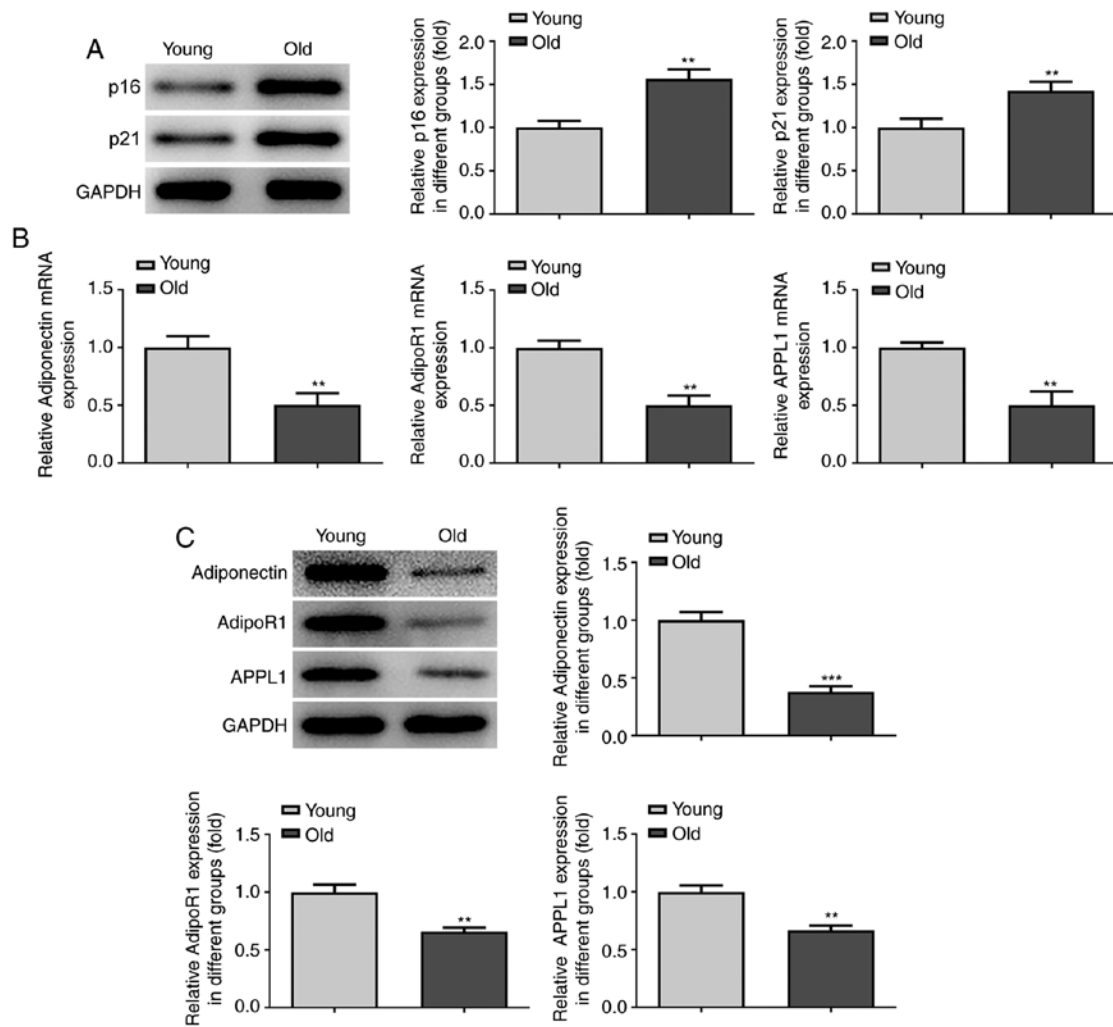 A
Young Old
p16
p21
GAPDH
Relative p16 expression
in different groups (fold)
Young
Old
2.0
1.5
1.0
0.5
0.0
**
Relative p21 expression
in different groups (fold)
Young
Old
2.0
1.5
1.0
0.5
0.0
**
B
Relative Adiponectin mRNA
expression
Young
Old
1.5
1.0
0.5
0.0
**
Relative AdipoR1 mRNA
expression
Young
Old
1.5
1.0
0.5
0.0
**
Relative APPL1 mRNA
expression
Young
Old
1.5
1.0
0.5
0.0
**
C
Young Old
Adiponectin
AdipoR1
APPL1
GAPDH
Relative Adiponectin expression
in different groups (fold)
Young
Old
1.5
1.0
0.5
0.0
***
Relative AdipoR1 expression
in different groups (fold)
Young
Old
1.5
1.0
0.5
0.0
**
Relative APPL1 expression
in different groups (fold)
Young
Old
1.5
1.0
0.5
0.0
**